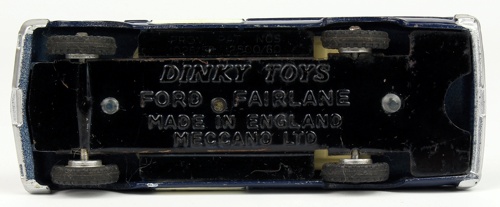 DINKY TOYS
FORD FAIRLANE
MADE IN ENGLAND
MECCANO LTD